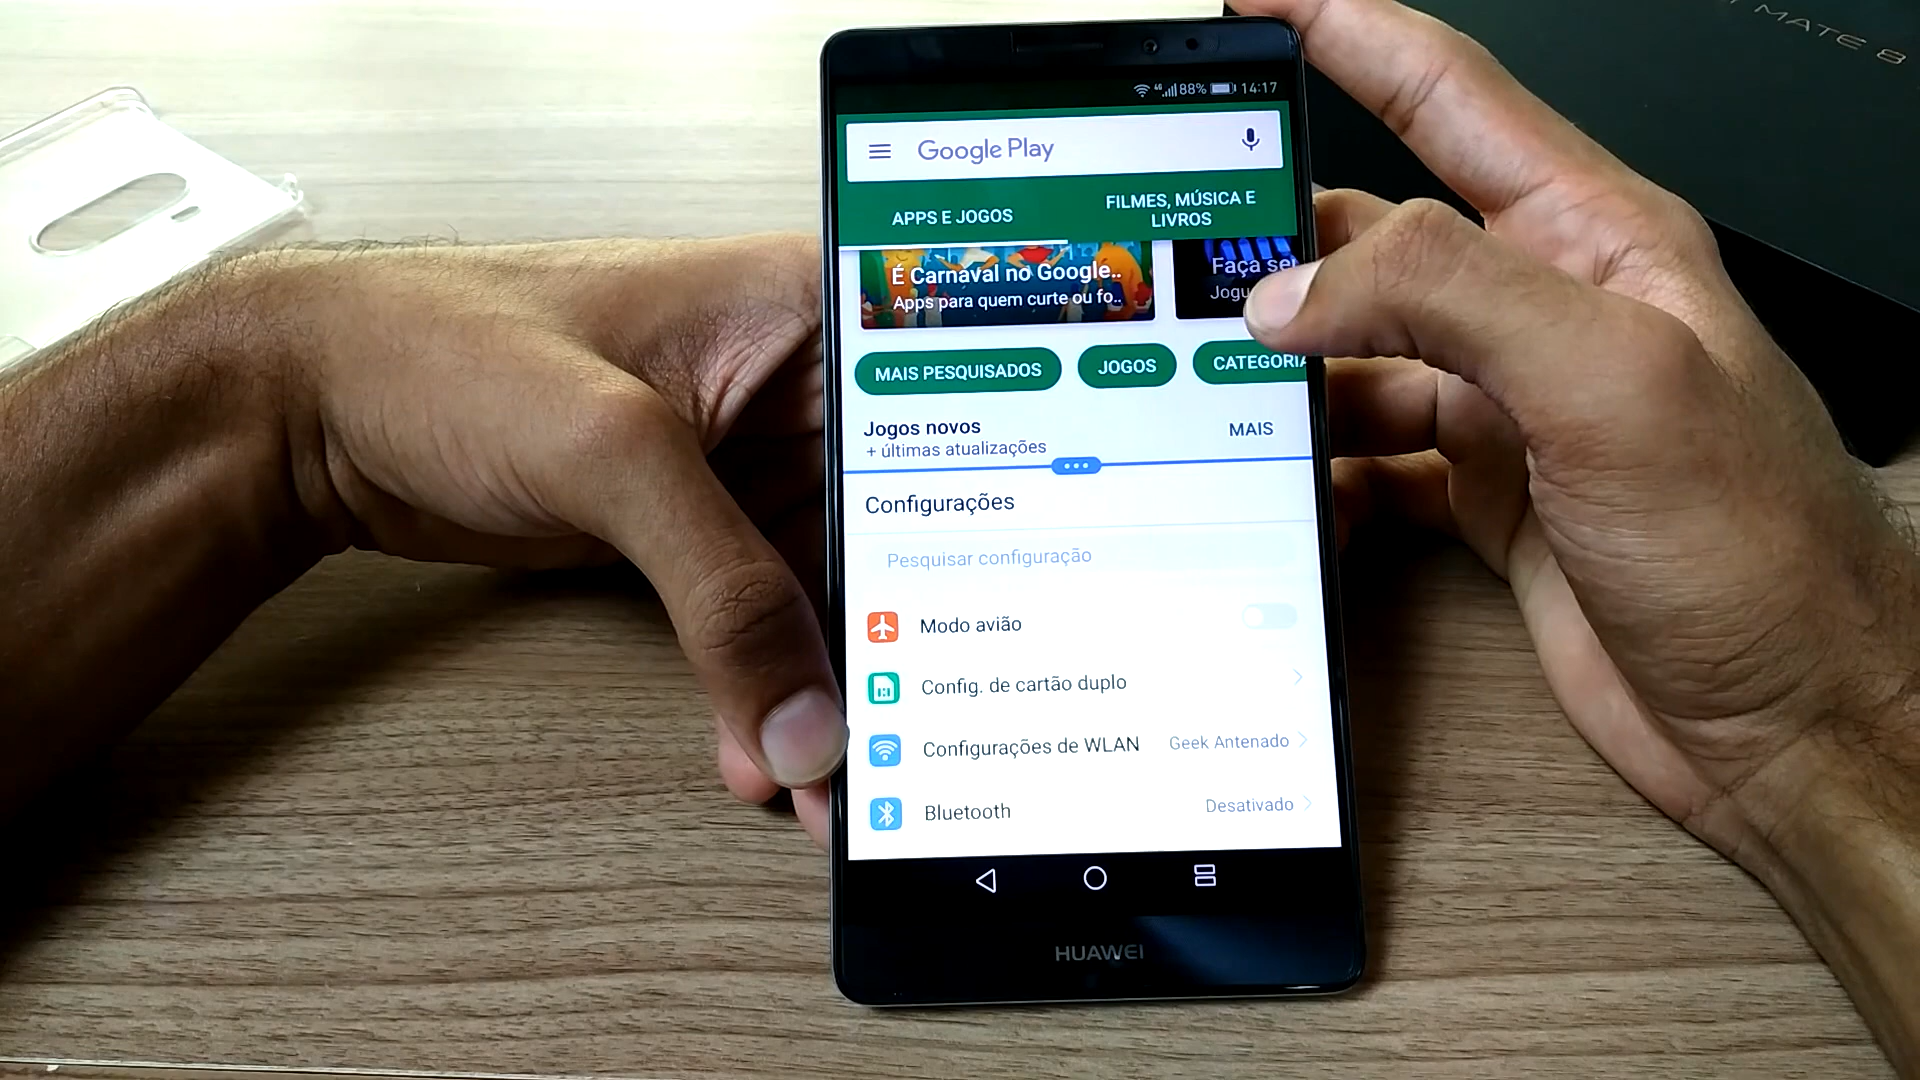 MATE 8
4G 88% 14:17
Google Play
APPS E JOGOS
FILMES, MÚSICA E
LIVROS
É Carnaval no Google..
Apps para quem curte ou fo..
Faça se
Jogu
MAIS PESQUISADOS
JOGOS
CATEGORIA
Jogos novos
MAIS
+ últimas atualizações
Configurações
Pesquisar configuração
Modo avião
Config. de cartão duplo
Configurações de WLAN
Geek Antenado
Bluetooth
Desativado
HUAWEI